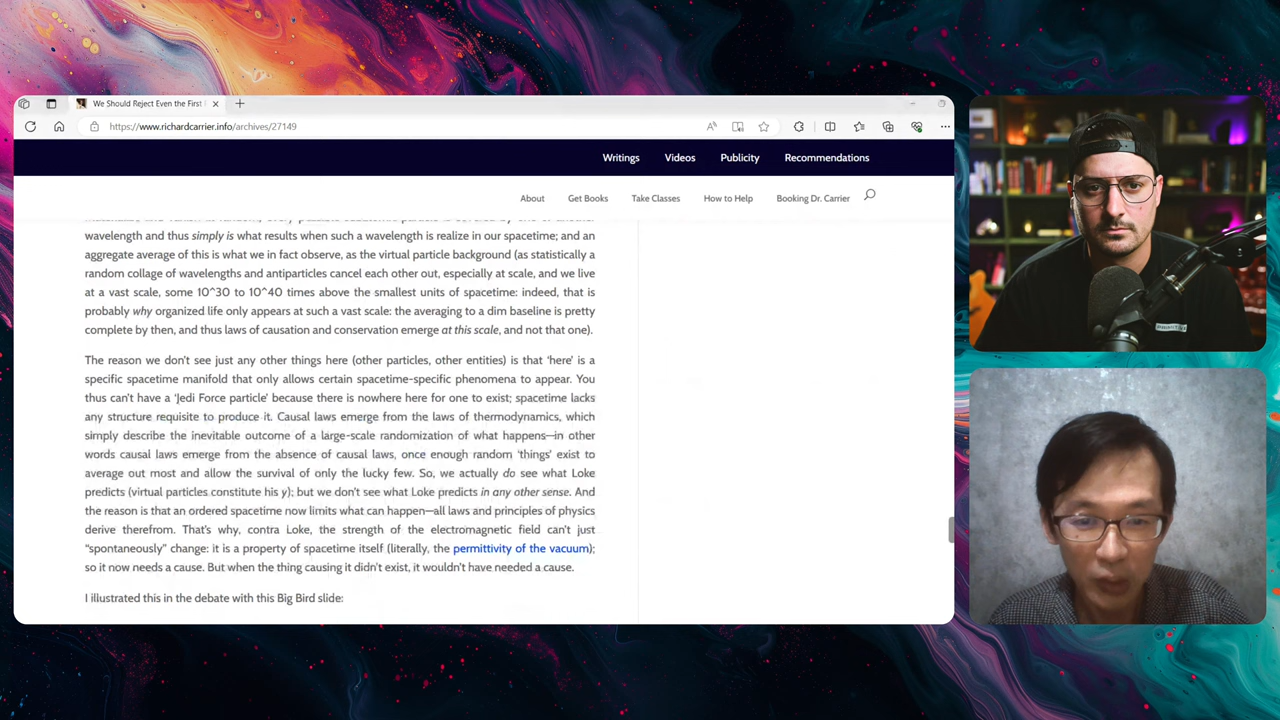 We Should Reject Even the First
https://www.richardcarrier.info/archives/27149
Writings Videos Publicity Recommendations
About Get Books Take Classes How to Help Booking Dr. Carrier
wavelength and thus simply is what results when such a wavelength is realize in our spacetime; and an
aggregate average of this is what we in fact observe, as the virtual particle background (as statistically a
random collage of wavelengths and antiparticles cancel each other out, especially at scale, and we live
at a vast scale, some 10^30 to 10^40 times above the smallest units of spacetime: indeed, that is
probably why organized life only appears at such a vast scale: the averaging to a dim baseline is pretty
complete by then, and thus laws of causation and conservation emerge at this scale, and not that one).
The reason we don't see just any other things here (other particles, other entities) is that 'here' is a
specific spacetime manifold that only allows certain spacetime-specific phenomena to appear. You
thus can't have a 'Jedi Force particle' because there is nowhere here for one to exist; spacetime lacks
any structure requisite to produce it. Causal laws emerge from the laws of thermodynamics, which
simply describe the inevitable outcome of a large-scale randomization of what happens—in other
words causal laws emerge from the absence of causal laws, once enough random 'things' exist to
average out most and allow the survival of only the lucky few. So, we actually do see what Loke
predicts (virtual particles constitute his y); but we don't see what Loke predicts in any other sense. And
the reason is that an ordered spacetime now limits what can happen—all laws and principles of physics
derive therefrom. That's why, contra Loke, the strength of the electromagnetic field can't just
"spontaneously" change: it is a property of spacetime itself (literally, the permittivity of the vacuum);
so it now needs a cause. But when the thing causing it didn't exist, it wouldn't have needed a cause.
I illustrated this in the debate with this Big Bird slide: